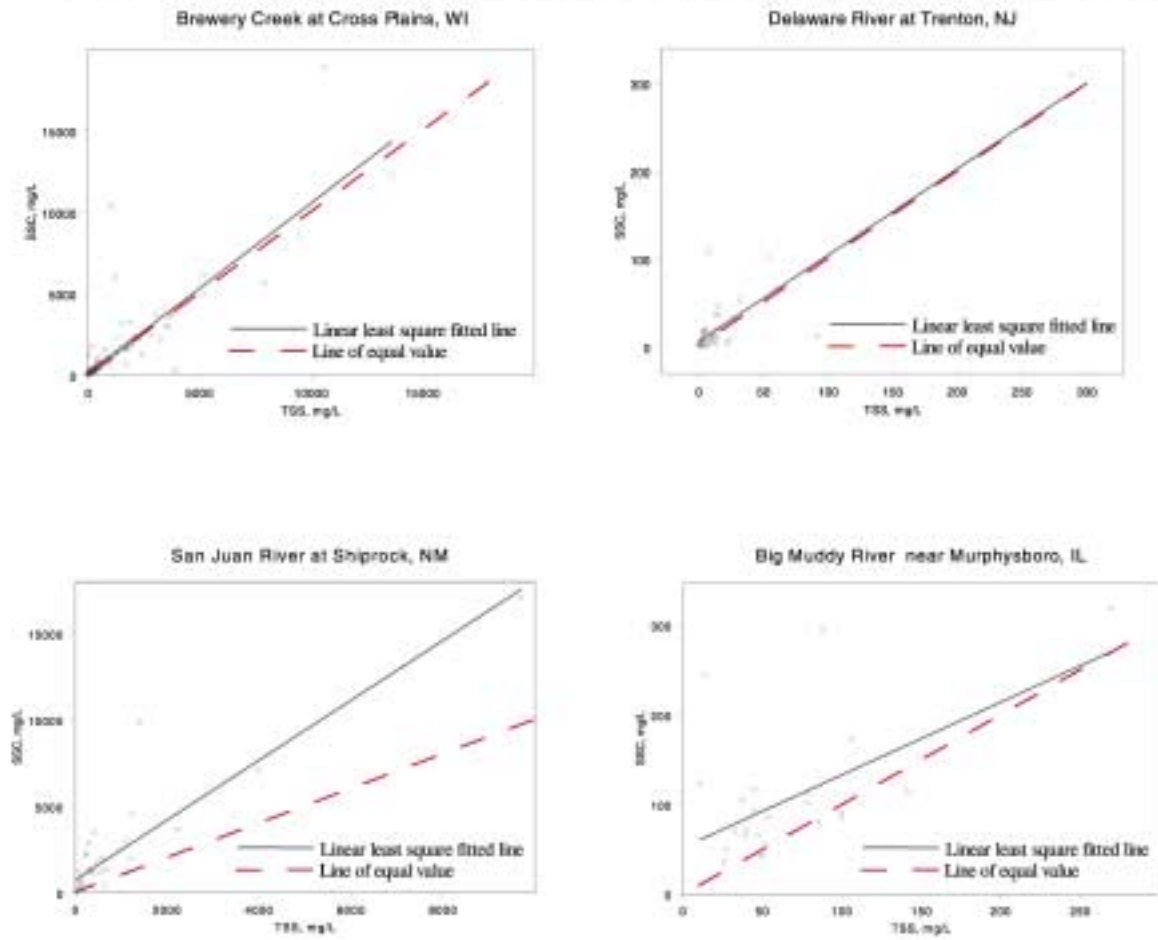 Brewery Creek at Cross Plains, WI
SSC, mg/L
15000
10000
5000
0
Linear least square fitted line
Line of equal value
0 5000 10000 15000
TSS, mg/L
Delaware River at Trenton, NJ
SSC, mg/L
300
200
100
0
Linear least square fitted line
Line of equal value
0 50 100 150 200 250 300
TSS, mg/L
San Juan River at Shiprock, NM
SSC, mg/L
15000
10000
5000
0
Linear least square fitted line
Line of equal value
0 2000 4000 6000 8000
TSS, mg/L
Big Muddy River near Murphysboro, IL
SSC, mg/L
300
200
100
0
Linear least square fitted line
Line of equal value
0 50 100 150 200 250
TSS, mg/L